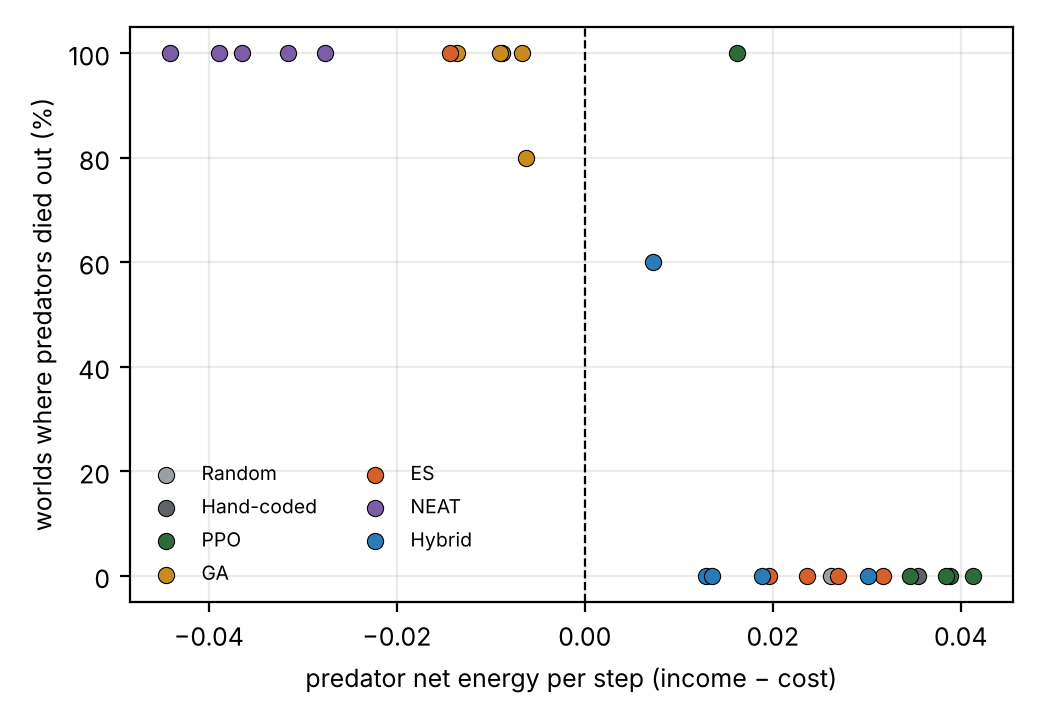 100
80
60
40
20
0
worlds where predators died out (%)
Random
Hand-coded
PPO
GA
ES
NEAT
Hybrid
−0.04
−0.02
0.00
0.02
0.04
predator net energy per step (income − cost)